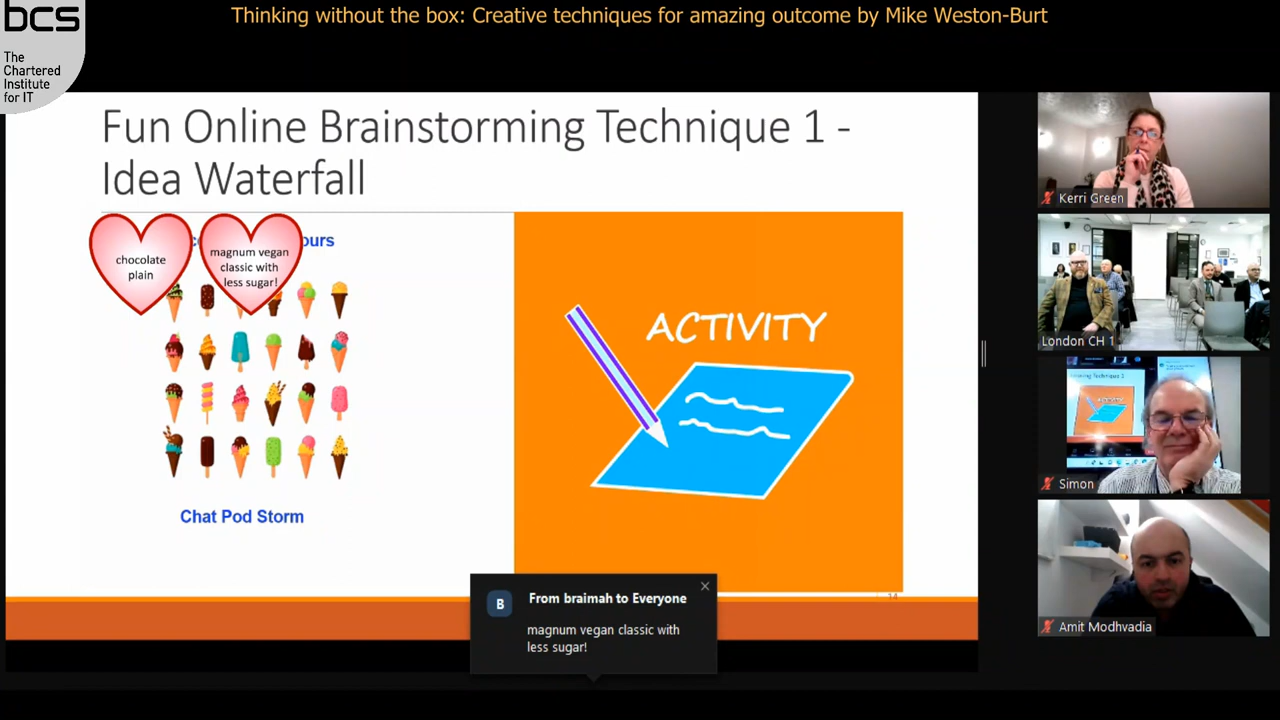 Thinking without the box: Creative techniques for amazing outcome by Mike Weston-Burt
bcs
The
Chartered
Institute
for IT
Fun Online Brainstorming Technique 1 -
Idea Waterfall
ours
chocolate
plain
magnum vegan
classic with
less sugar!
ACTIVITY
Chat Pod Storm
14
B
From braimah to Everyone
magnum vegan classic with
less sugar!
Kerri Green
London CH 1
ACTIVITY
Simon
Amit Modhvadia